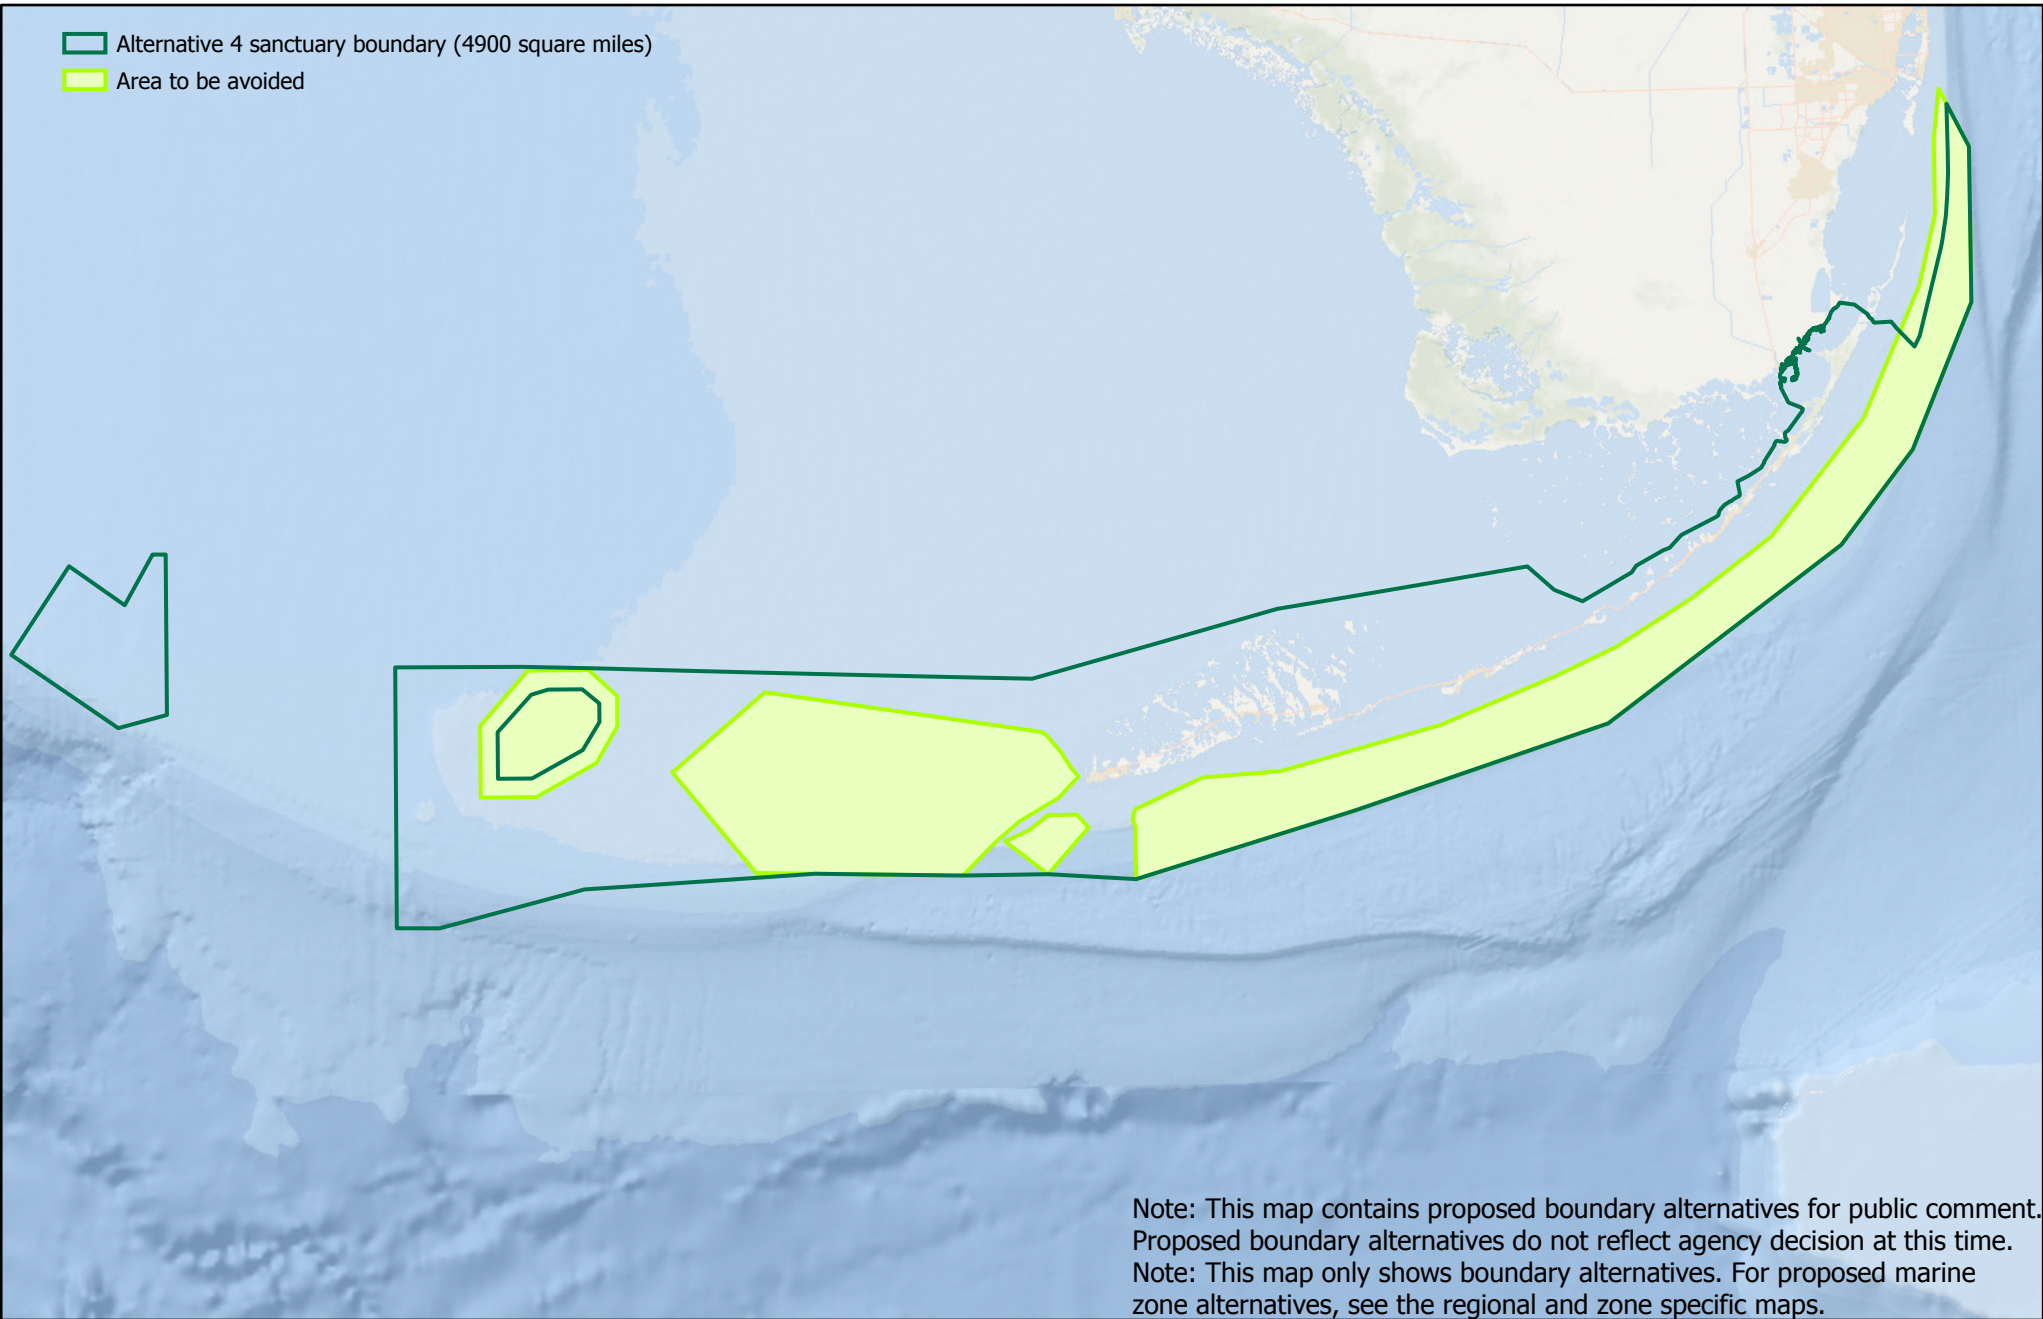 Alternative 4 sanctuary boundary (4900 square miles)
Area to be avoided
Note: This map contains proposed boundary alternatives for public comment.
Proposed boundary alternatives do not reflect agency decision at this time.
Note: This map only shows boundary alternatives. For proposed marine
zone alternatives, see the regional and zone specific maps.